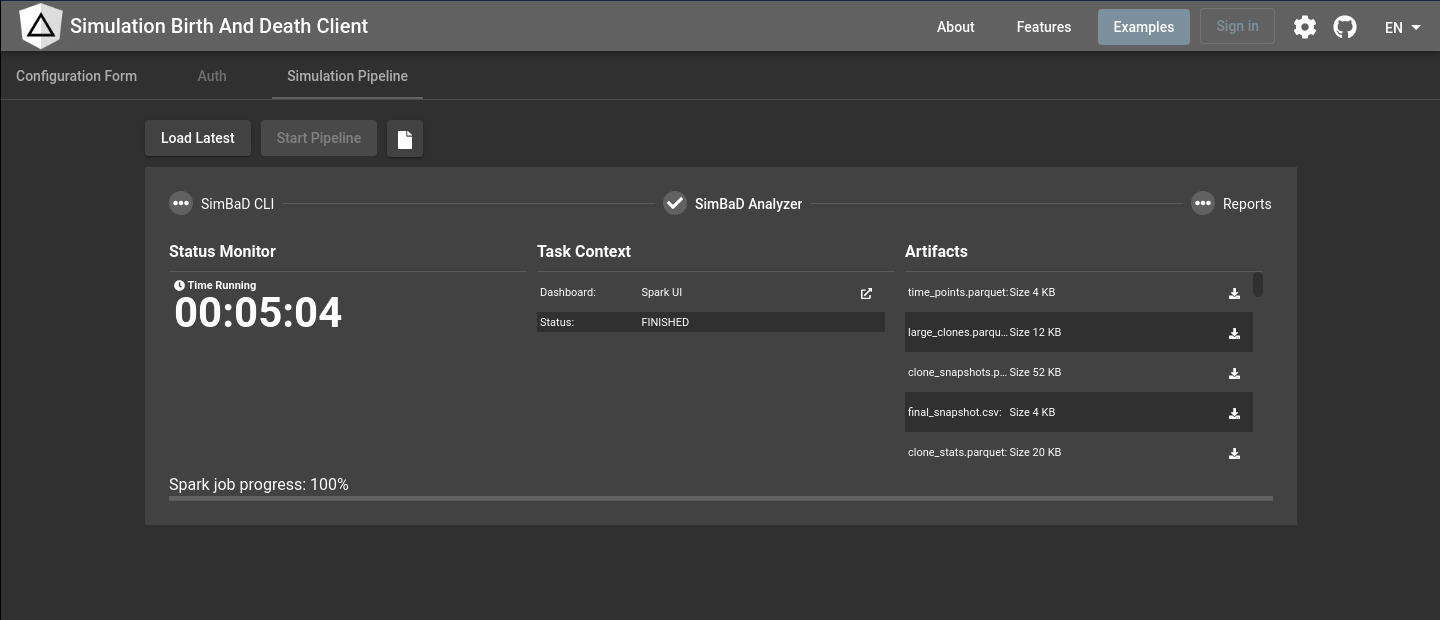 Simulation Birth And Death Client
About
Features
Examples
Sign in
EN
Configuration Form
Auth
Simulation Pipeline
Load Latest
Start Pipeline
SimBaD CLI
SimBaD Analyzer
Reports
Status Monitor
Time Running
00:05:04
Task Context
Dashboard: Spark UI
Status: FINISHED
Artifacts
time_points.parquet: Size 4 KB
large_clones.parqu... Size 12 KB
clone_snapshots.p... Size 52 KB
final_snapshot.csv: Size 4 KB
clone_stats.parquet: Size 20 KB
Spark job progress: 100%